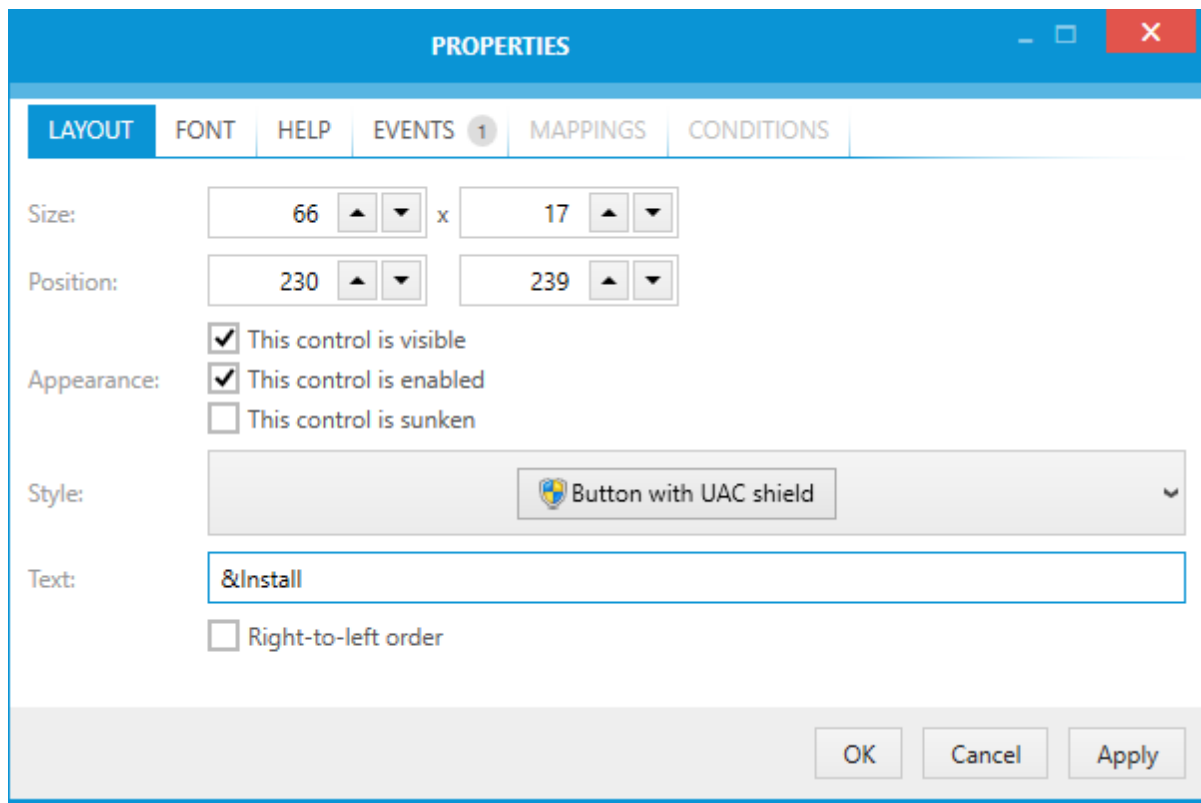 PROPERTIES
LAYOUT FONT HELP EVENTS 1 MAPPINGS CONDITIONS
Size: 66 x 17
Position: 230 239
This control is visible
Appearance: This control is enabled
This control is sunken
Style: Button with UAC shield
Text: &Install
Right-to-left order
OK Cancel Apply